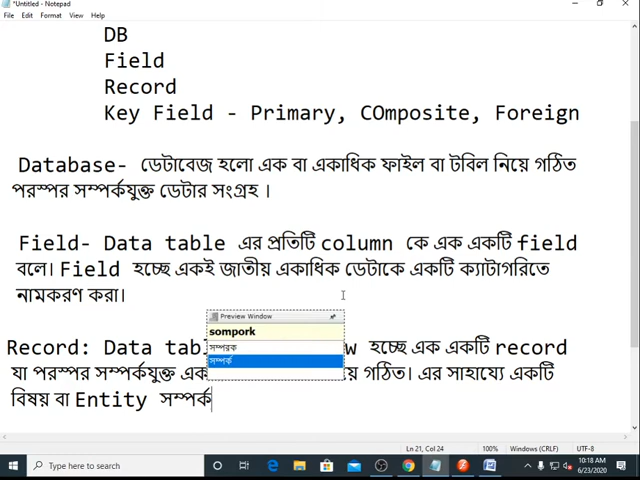 *Untitled - Notepad
File Edit Format View Help
DB
Field
Record
Key Field - Primary, COmposite, Foreign
Database- ডেটাবেজ হলো এক বা একাধিক ফাইল বা টবিল নিয়ে গঠিত
পরস্পর সম্পর্কযুক্ত ডেটার সংগ্রহ ।
Field- Data table এর প্রতিটি column কে এক একটি field
বলে। Field হচ্ছে একই জাতীয় একাধিক ডেটাকে একটি ক্যাটাগরিতে
নামকরণ করা।
Preview Window
sompork
সম্পরক
সম্পর্ক
Record: Data হচ্ছে এক একটি record
যা পরস্পর সম্পর্কযুক্ত গঠিত। এর সাহায্যে একটি
বিষয় বা Entity সম্পর্ক
Ln 21, Col 24 100% Windows (CRLF) UTF-8
Type here to search
10:18 AM
6/23/2020